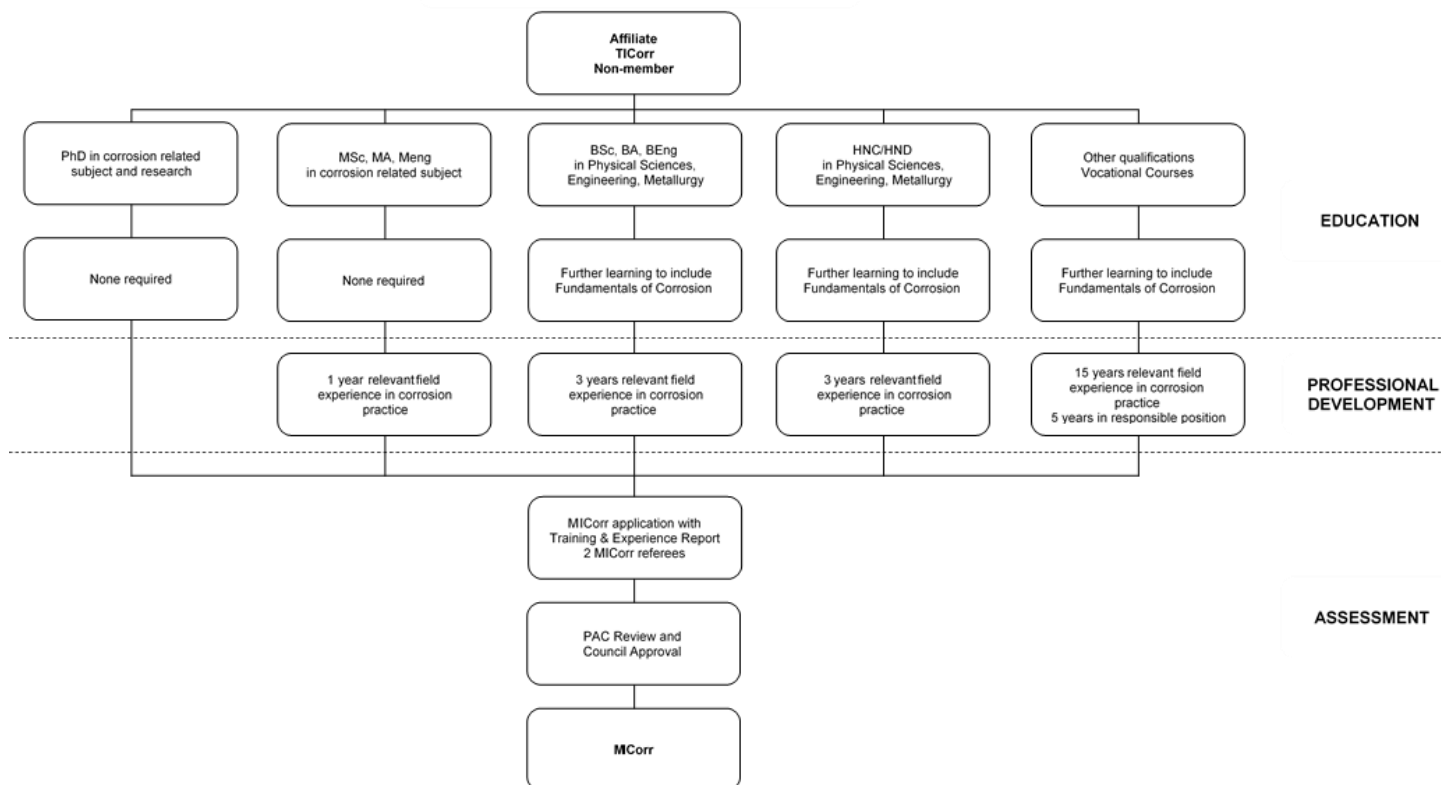 Affiliate
TICorr
Non-member
PhD in corrosion related
subject and research
MSc, MA, Meng
in corrosion related subject
BSc, BA, BEng
in Physical Sciences,
Engineering, Metallurgy
HNC/HND
in Physical Sciences,
Engineering, Metallurgy
Other qualifications
Vocational Courses
EDUCATION
None required
None required
Further learning to include
Fundamentals of Corrosion
Further learning to include
Fundamentals of Corrosion
Further learning to include
Fundamentals of Corrosion
1 year relevant field
experience in corrosion
practice
3 years relevant field
experience in corrosion
practice
3 years relevant field
experience in corrosion
practice
15 years relevant field
experience in corrosion
practice
5 years in responsible position
PROFESSIONAL
DEVELOPMENT
MICorr application with
Training & Experience Report
2 MICorr referees
PAC Review and
Council Approval
ASSESSMENT
MICorr